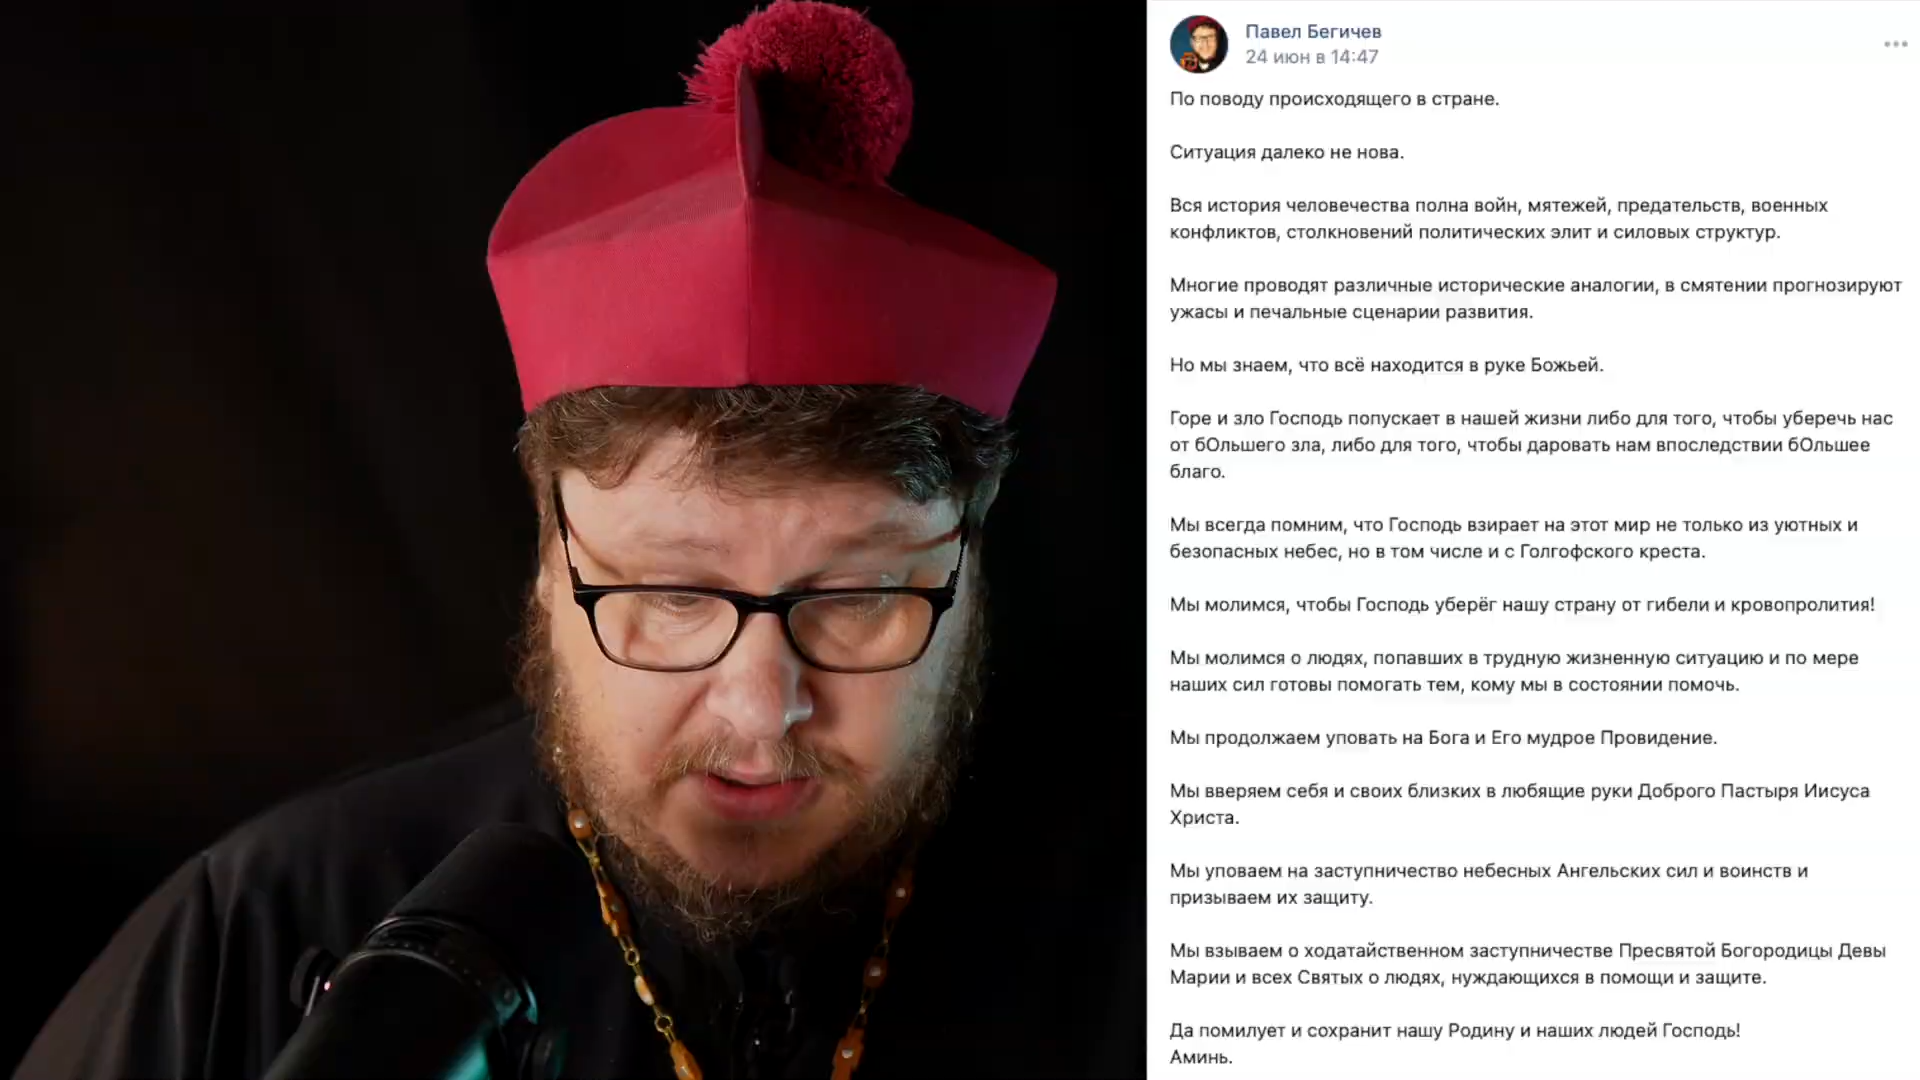 Павел Бегичев
24 июн в 14:47
По поводу происходящего в стране.
Ситуация далеко не нова.
Вся история человечества полна войн, мятежей, предательств, военных
конфликтов, столкновений политических элит и силовых структур.
Многие проводят различные исторические аналогии, в смятении прогнозируют
ужасы и печальные сценарии развития.
Но мы знаем, что всё находится в руке Божьей.
Горе и зло Господь попускает в нашей жизни либо для того, чтобы уберечь нас
от бОльшего зла, либо для того, чтобы даровать нам впоследствии бОльшее
благо.
Мы всегда помним, что Господь взирает на этот мир не только из уютных и
безопасных небес, но в том числе и с Голгофского креста.
Мы молимся, чтобы Господь уберёг нашу страну от гибели и кровопролития!
Мы молимся о людях, попавших в трудную жизненную ситуацию и по мере
наших сил готовы помогать тем, кому мы в состоянии помочь.
Мы продолжаем уповать на Бога и Его мудрое Провидение.
Мы вверяем себя и своих близких в любящие руки Доброго Пастыря Иисуса
Христа.
Мы уповаем на заступничество небесных Ангельских сил и воинств и
призываем их защиту.
Мы взываем о ходатайственном заступничестве Пресвятой Богородицы Девы
Марии и всех Святых о людях, нуждающихся в помощи и защите.
Да помилует и сохранит нашу Родину и наших людей Господь!
Аминь.